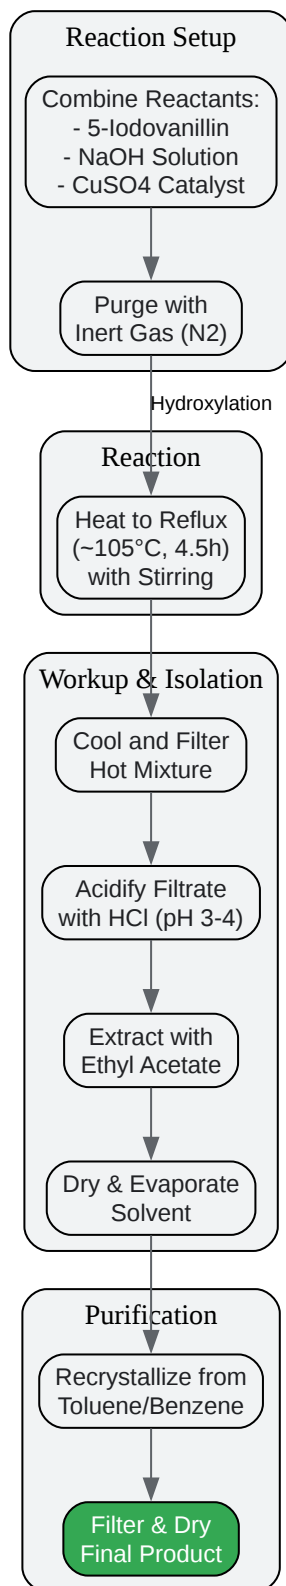 Reaction Setup
Combine Reactants:
- 5-Iodovanillin
- NaOH Solution
- CuSO4 Catalyst
Purge with
Inert Gas (N2)
Hydroxylation
Reaction
Heat to Reflux
(~105°C, 4.5h)
with Stirring
Workup & Isolation
Cool and Filter
Hot Mixture
Acidify Filtrate
with HCl (pH 3-4)
Extract with
Ethyl Acetate
Dry & Evaporate
Solvent
Purification
Recrystallize from
Toluene/Benzene
Filter & Dry
Final Product